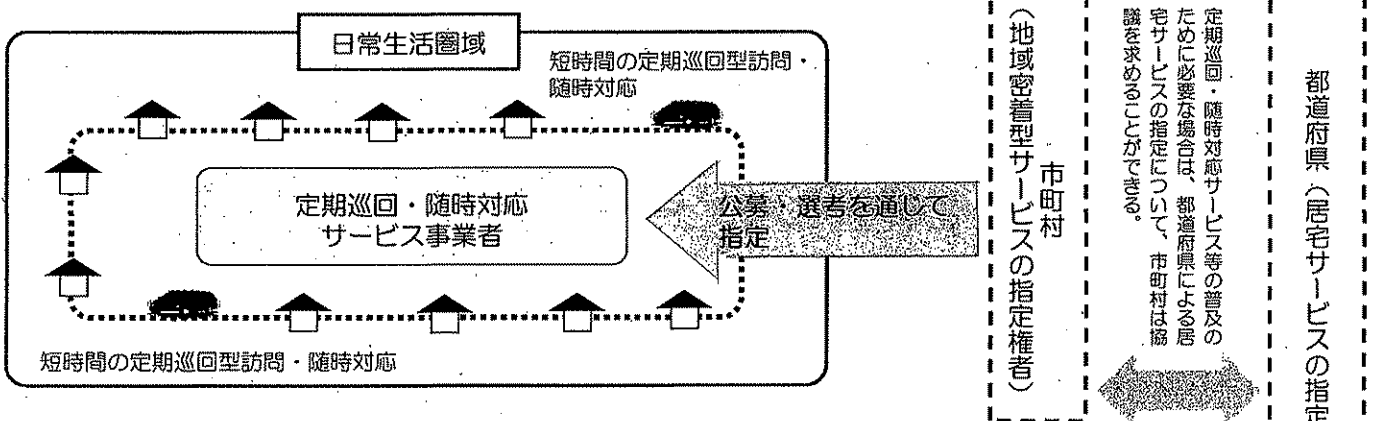 日常生活圏域
短時間の定期巡回型訪問・
随時対応
定期巡回・随時対応
サービス事業者
公募・選考を通じて
指定
短時間の定期巡回型訪問・随時対応
市町村
（地域密着型サービスの指定権者）
定期巡回・随時対応サービス等の普及の
ために必要な場合は、都道府県による居
宅サービスの指定について、市町村は協
議を求めることができる。
都道府県（居宅サービスの指定